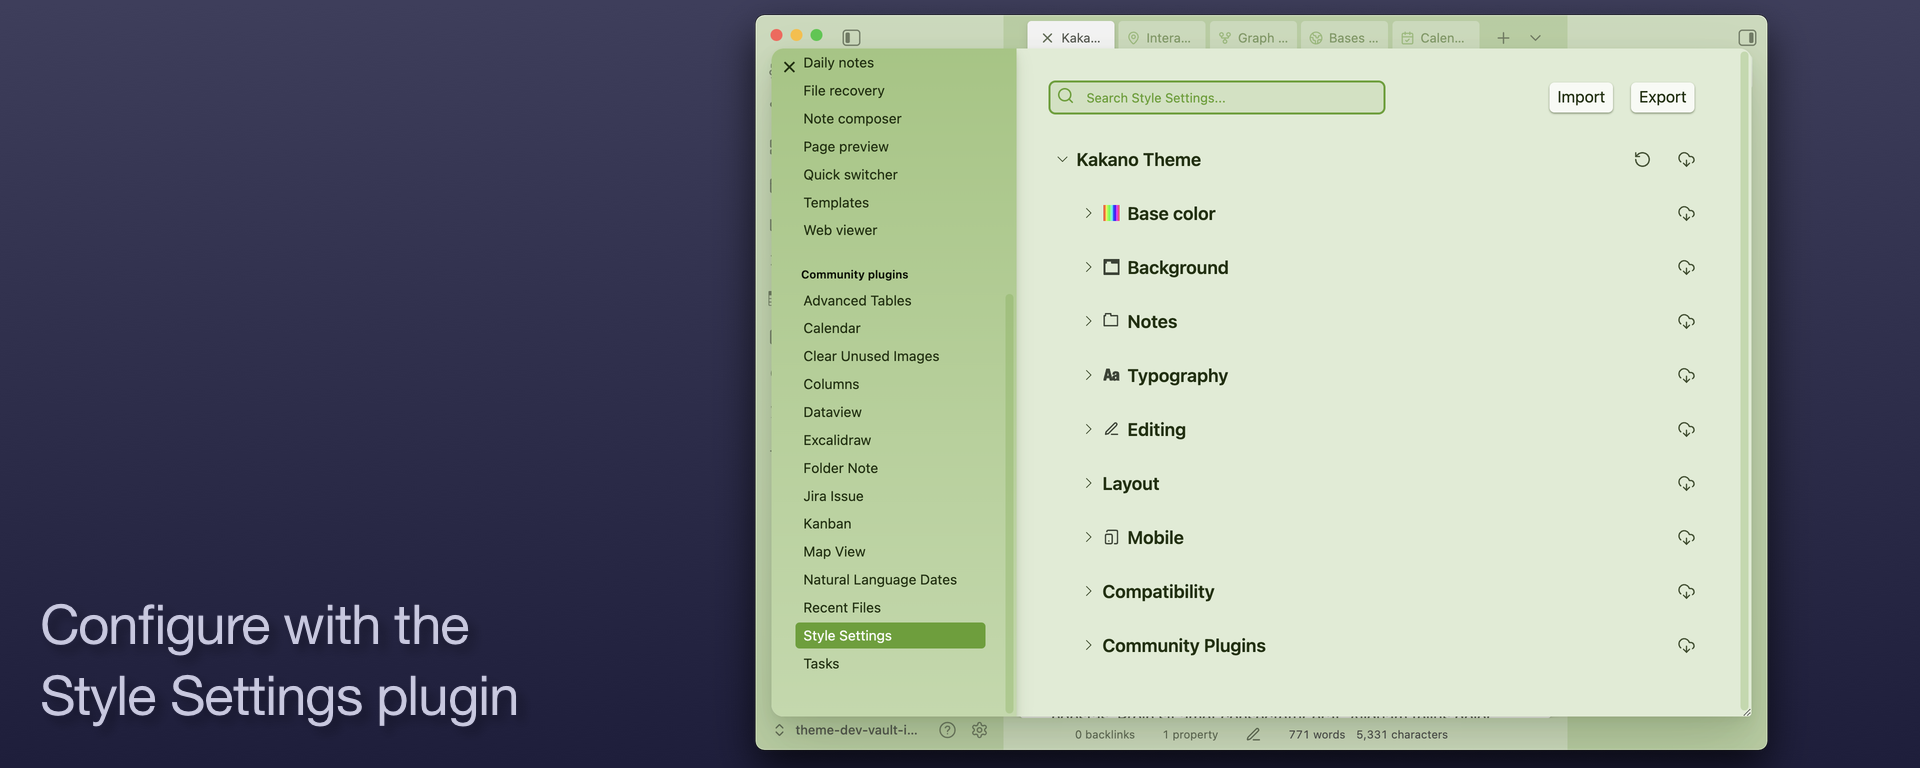 Configure with the
Style Settings plugin
Kaka...
Intera...
Graph ...
Bases ...
Calen...
Daily notes
File recovery
Note composer
Page preview
Quick switcher
Templates
Web viewer
Community plugins
Advanced Tables
Calendar
Clear Unused Images
Columns
Dataview
Excalidraw
Folder Note
Jira Issue
Kanban
Map View
Natural Language Dates
Recent Files
Style Settings
Tasks
theme-dev-vault-i...
Search Style Settings...
Import
Export
Kakano Theme
Base color
Background
Notes
Aa Typography
Editing
Layout
Mobile
Compatibility
Community Plugins
0 backlinks
1 property
771 words
5,331 characters